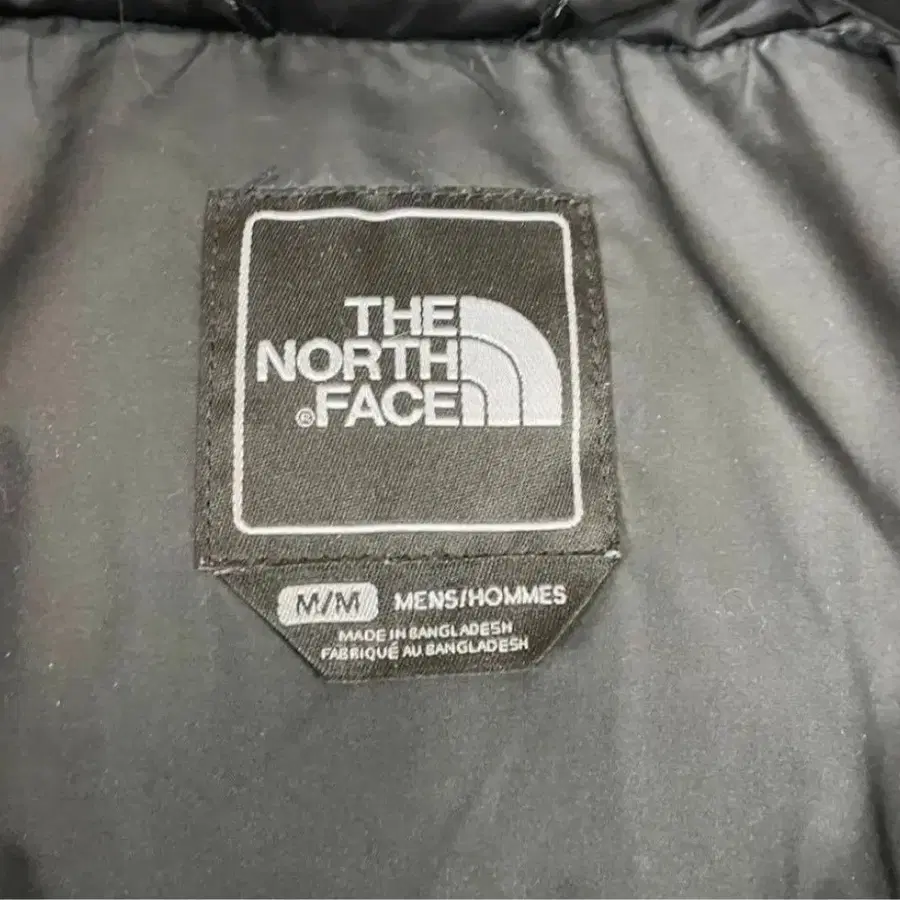 THE
NORTH
®FACE
M/M MENS/HOMMES
MADE IN BANGLADESH
FABRIQUÉ AU BANGLADESH